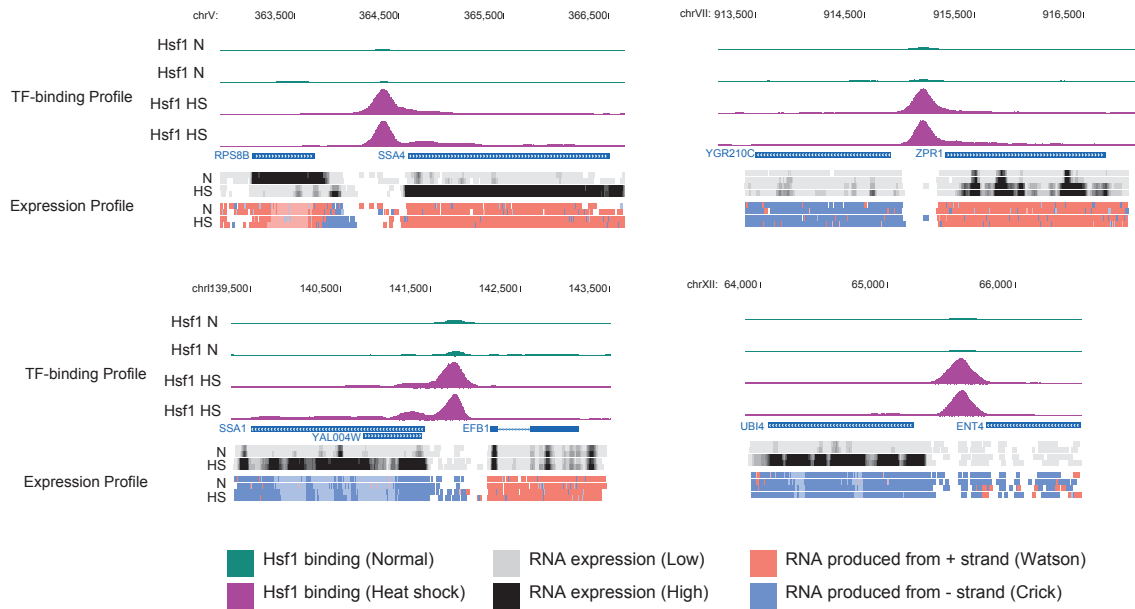 chrV: 363,500 364,500 365,500 366,500
Hsf1 N
Hsf1 N
TF-binding Profile
Hsf1 HS
Hsf1 HS
RPS8B SSA4
N
HS
Expression Profile
N
HS
chrVII: 913,500 914,500 915,500 916,500
YGR210C ZPR1
chrI: 139,500 140,500 141,500 142,500 143,500
Hsf1 N
Hsf1 N
TF-binding Profile
Hsf1 HS
Hsf1 HS
SSA1 EFB1
YAL004W
N
HS
Expression Profile
N
HS
chrXII: 64,000 65,000 66,000
UBI4 ENT4
Hsf1 binding (Normal)
Hsf1 binding (Heat shock)
RNA expression (Low)
RNA expression (High)
RNA produced from + strand (Watson)
RNA produced from - strand (Crick)